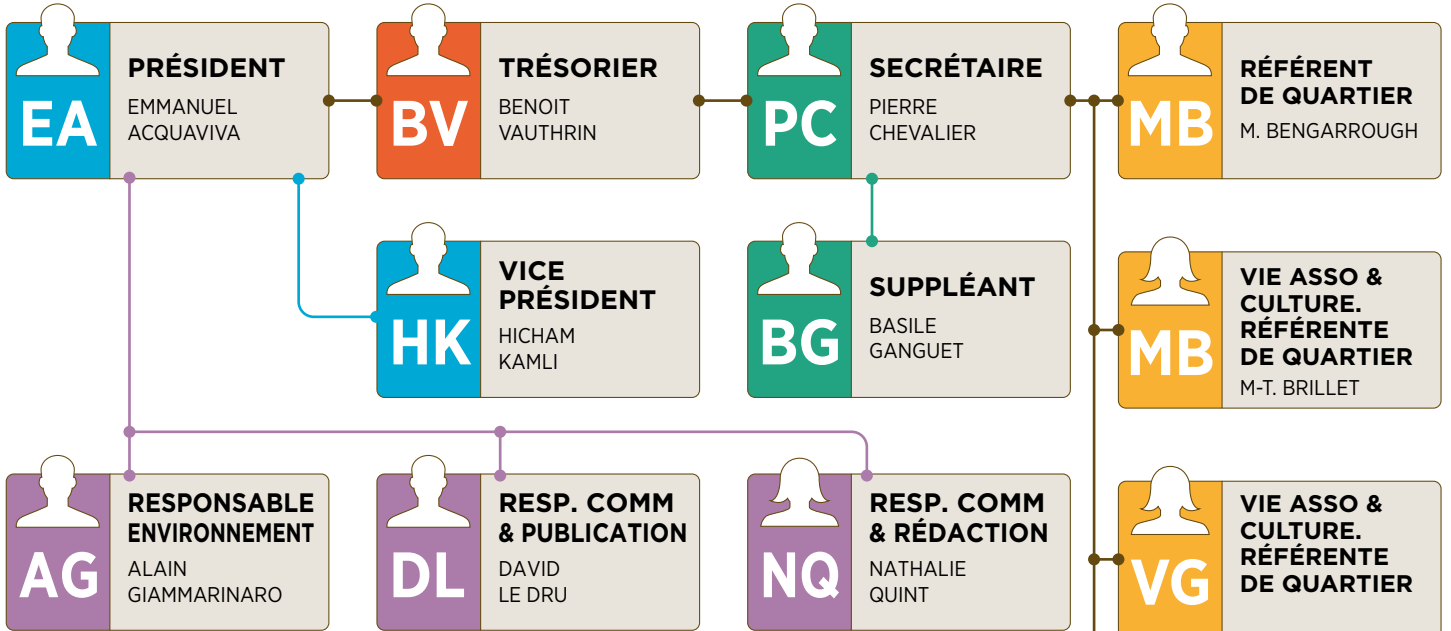 EA
PRÉSIDENT
EMMANUEL
ACQUAVIVA
BV
TRÉSORIER
BENOIT
VAUTHRIN
PC
SECRÉTAIRE
PIERRE
CHEVALIER
MB
RÉFÉRENT
DE QUARTIER
M. BENGARROUGH
HK
VICE
PRÉSIDENT
HICHAM
KAMLI
BG
SUPPLÉANT
BASILE
GANGUET
MB
VIE ASSO &
CULTURE.
RÉFÉRENTE
DE QUARTIER
M-T. BRILLET
AG
RESPONSABLE
ENVIRONNEMENT
ALAIN
GIAMMARINARO
DL
RESP. COMM
& PUBLICATION
DAVID
LE DRU
NQ
RESP. COMM
& RÉDACTION
NATHALIE
QUINT
VG
VIE ASSO &
CULTURE.
RÉFÉRENTE
DE QUARTIER